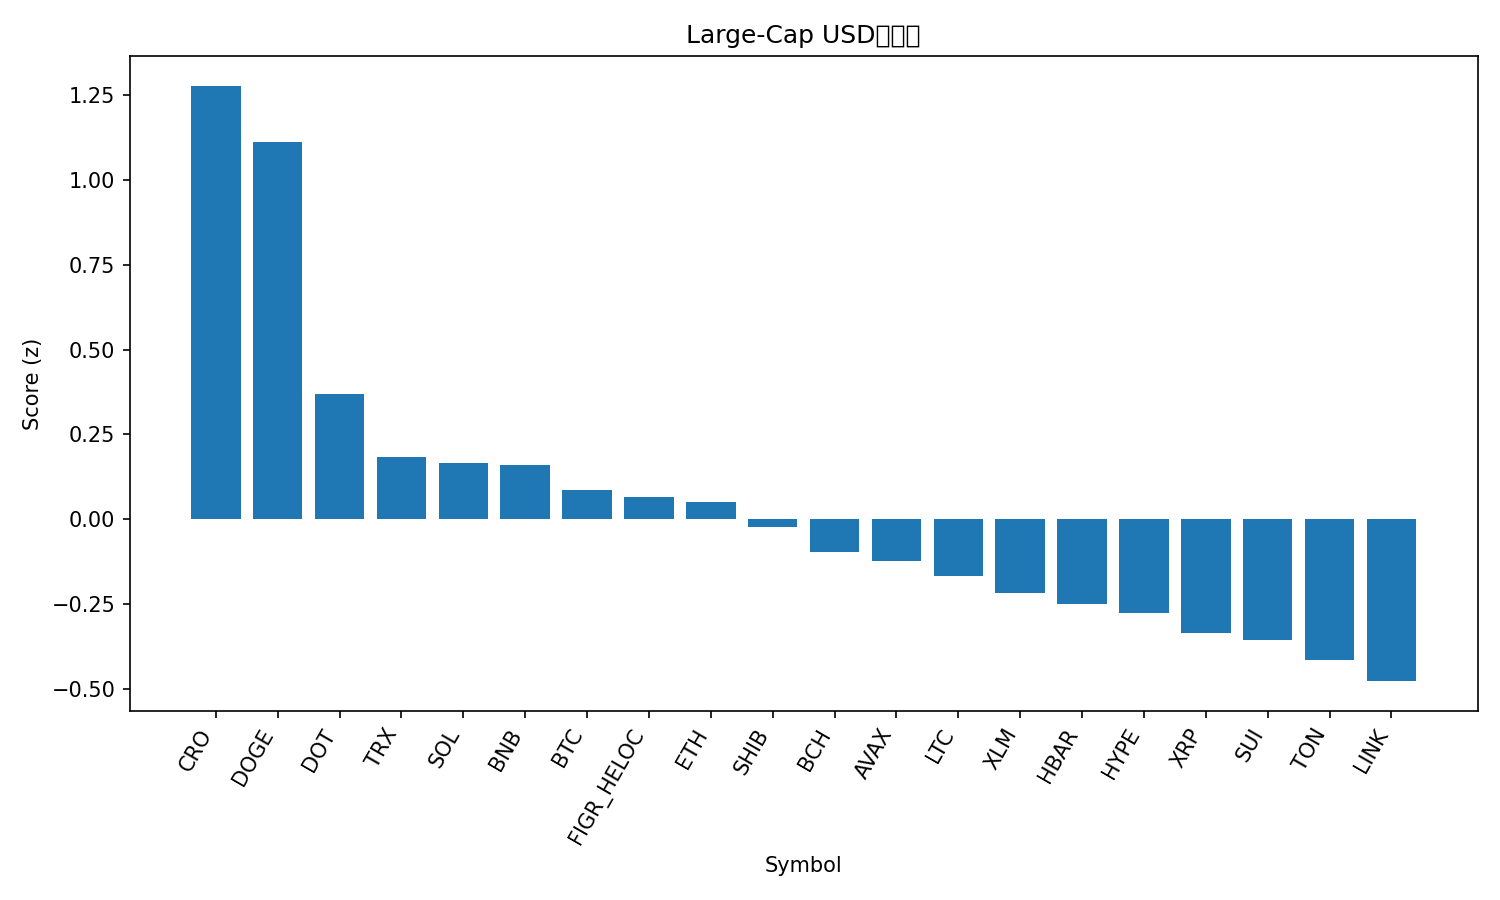 Large-Cap USD
Score (z)
1.25
1.00
0.75
0.50
0.25
0.00
−0.25
−0.50
CRO
DOGE
DOT
TRX
SOL
BNB
BTC
FIGR_HELOC
ETH
SHIB
BCH
AVAX
LTC
XLM
HBAR
HYPE
XRP
SUI
TON
LINK
Symbol